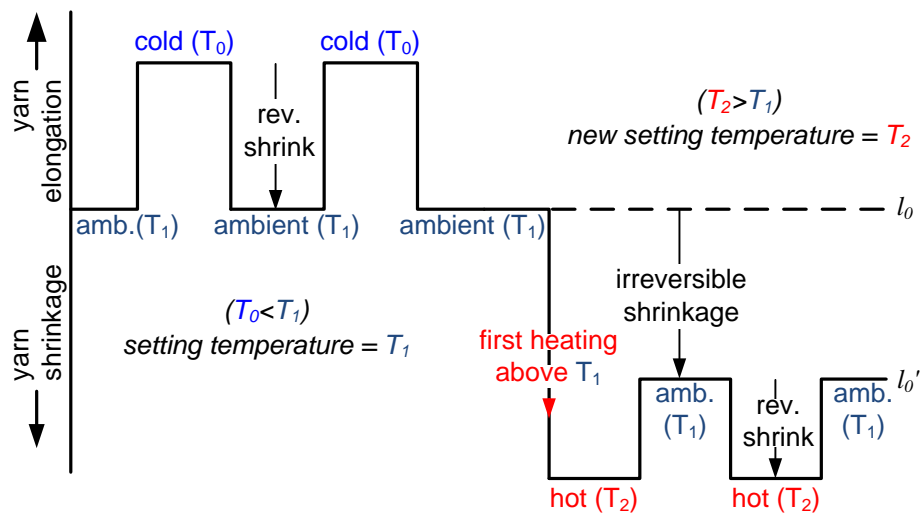 yarn
elongation
yarn
shrinkage
cold (T₀)
cold (T₀)
rev.
shrink
(T₂>T₁)
new setting temperature = T₂
amb.(T₁)
ambient (T₁)
ambient (T₁)
l₀
(T₀<T₁)
setting temperature = T₁
irreversible
shrinkage
first heating
above T₁
amb.
(T₁)
rev.
shrink
amb.
(T₁)
l₀'
hot (T₂)
hot (T₂)